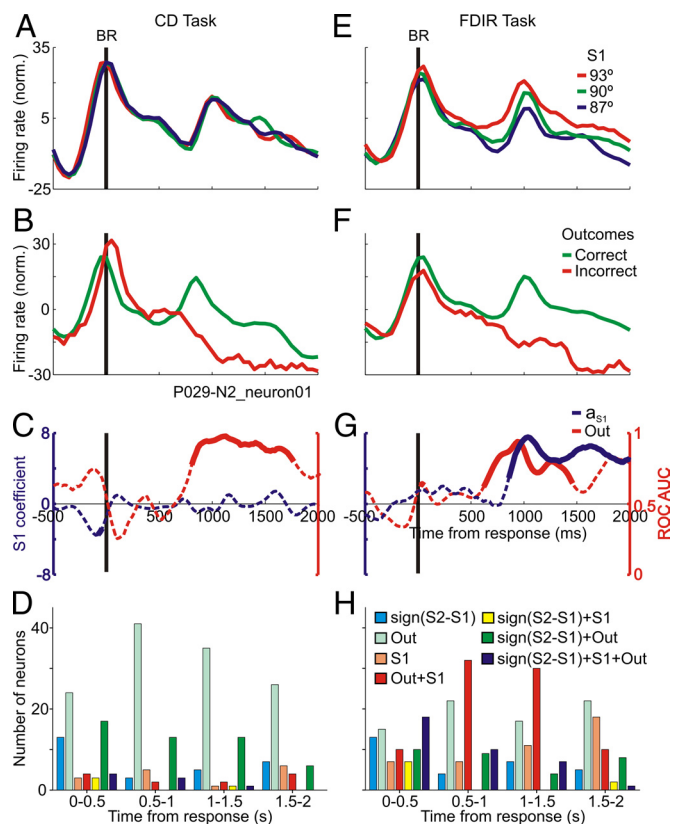 A CD Task
BR
Firing rate (norm.)
35
5
-25
E FDIR Task
BR
S1
93º
90º
87º
B
Firing rate (norm.)
30
0
-30
P029-N2_neuron01
F
Outcomes
Correct
Incorrect
C
S1 coefficient
8
0
-8
-500 0 500 1000 1500 2000
G
aS1
Out
1
0.5
0
ROC AUC
-500 0 500 1000 1500 2000
Time from response (ms)
D
Number of neurons
40
20
0
0-0.5 0.5-1 1-1.5 1.5-2
Time from response (s)
H
sign(S2-S1)
Out
S1
Out+S1
sign(S2-S1)+S1
sign(S2-S1)+Out
sign(S2-S1)+S1+Out
0-0.5 0.5-1 1-1.5 1.5-2
Time from response (s)